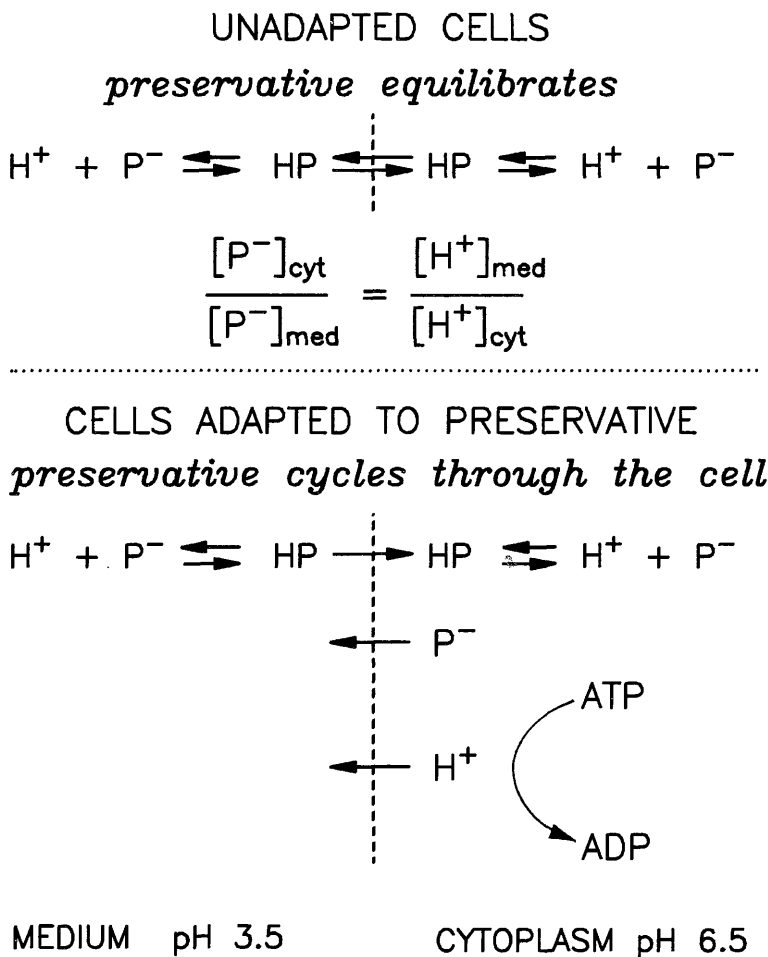 UNADAPTED CELLS
preservative equilibrates
H⁺ + P⁻ ⇌ HP ⇌ HP ⇌ H⁺ + P⁻
[P⁻]cyt / [P⁻]med = [H⁺]med / [H⁺]cyt
CELLS ADAPTED TO PRESERVATIVE
preservative cycles through the cell
H⁺ + P⁻ ⇌ HP → HP ⇌ H⁺ + P⁻
← P⁻
ATP
← H⁺
ADP
MEDIUM pH 3.5 CYTOPLASM pH 6.5